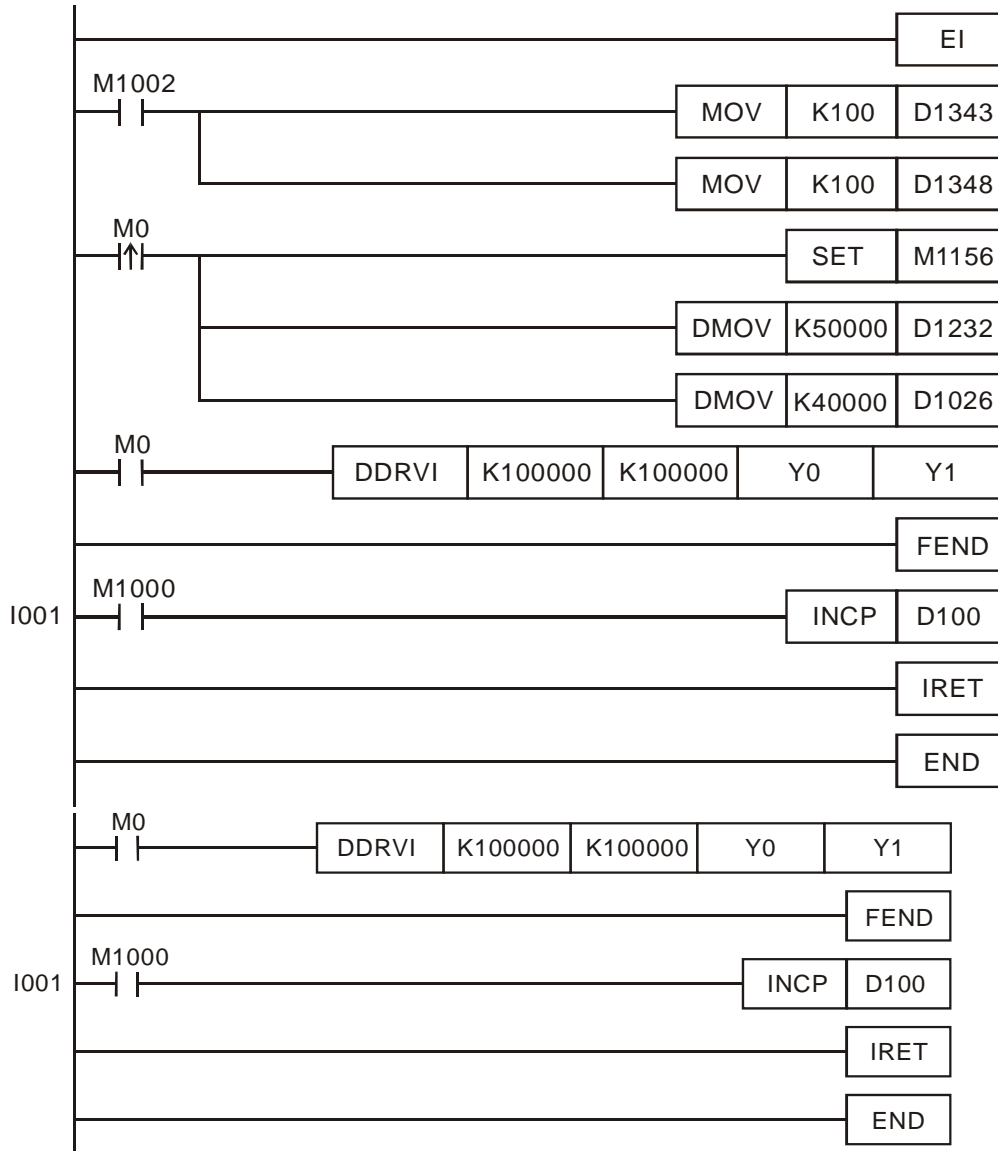 EI
M1002
MOV K100 D1343
MOV K100 D1348
M0
SET M1156
DMOV K50000 D1232
DMOV K40000 D1026
M0
DDRVI K100000 K100000 Y0 Y1
FEND
M1000
I001 INCP D100
IRET
END
M0
DDRVI K100000 K100000 Y0 Y1
FEND
M1000
I001 INCP D100
IRET
END